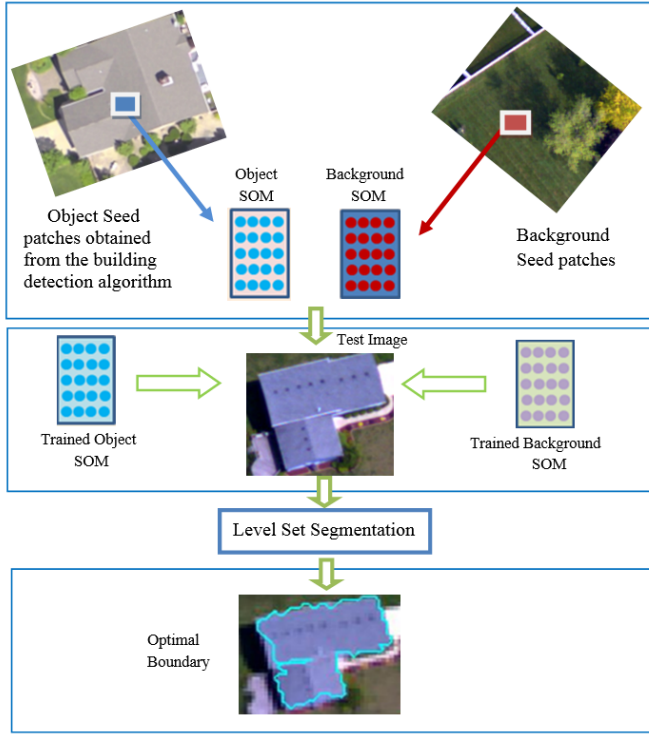 Object
SOM
Background
SOM
Object Seed
patches obtained
from the building
detection algorithm
Background
Seed patches
Test Image
Trained Object
SOM
Trained Background
SOM
Level Set Segmentation
Optimal
Boundary